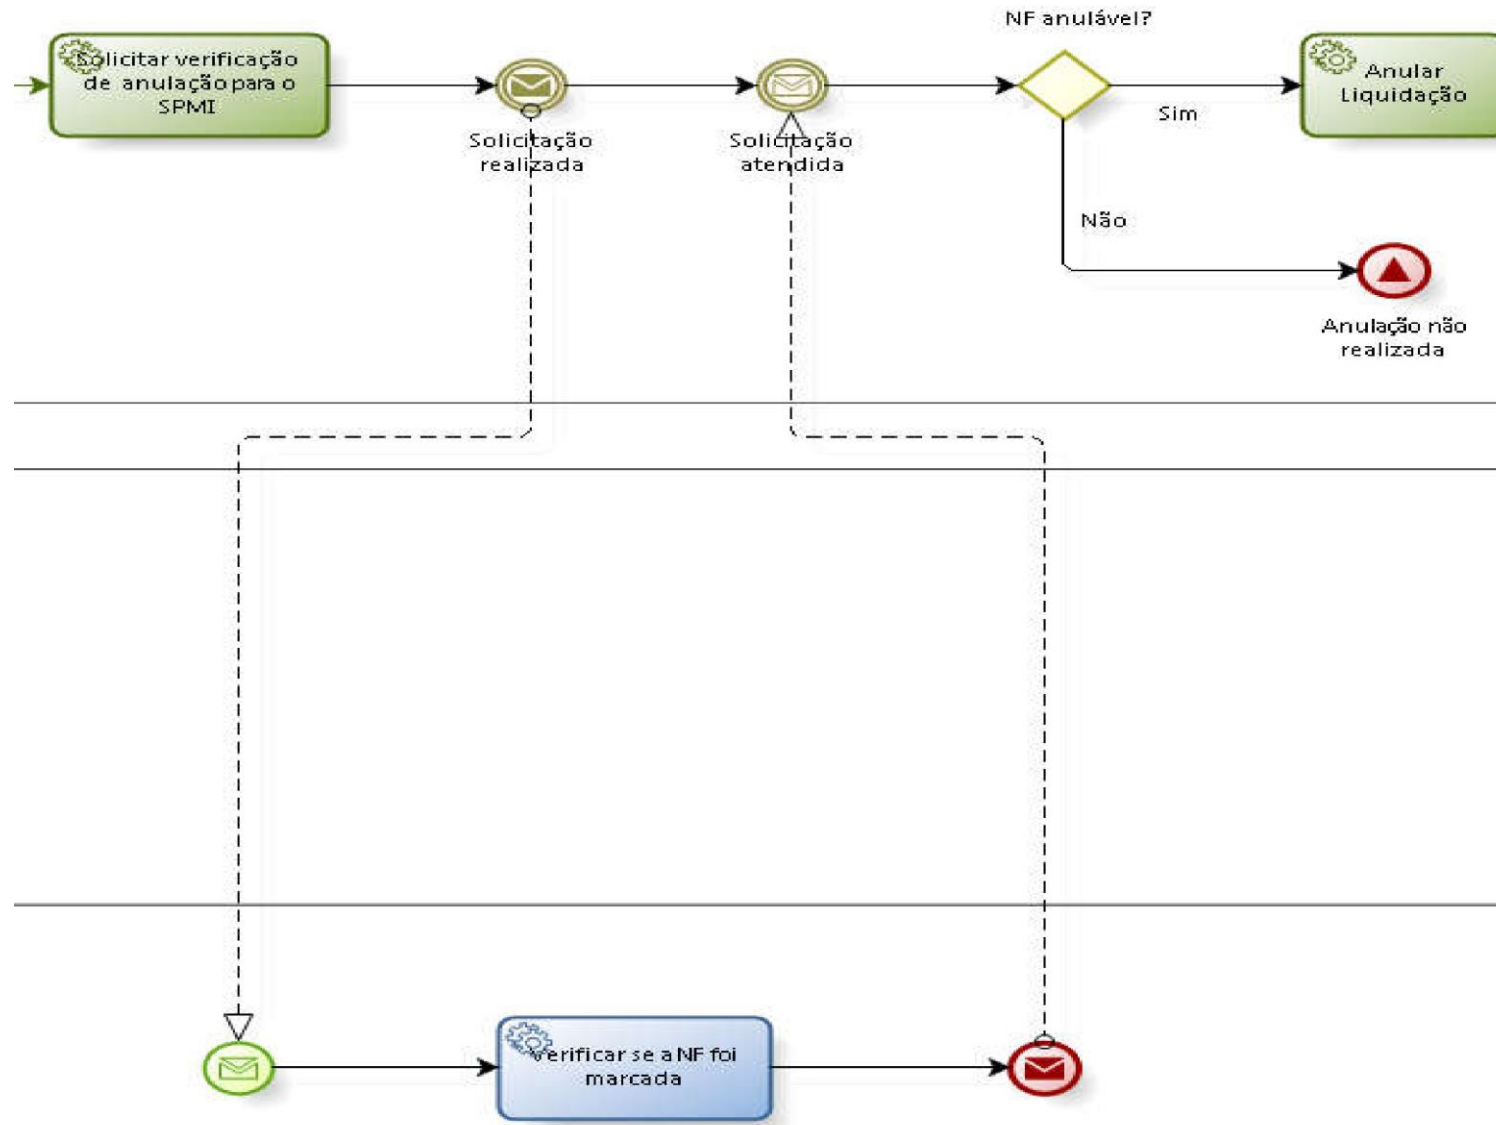 NF anulável?
Solicitar verificação
de anulação para o
SPMI
Solicitação
realizada
Solicitação
atendida
Sim
Anular
Liquidação
Não
Anulação não
realizada
Verificar se a NF foi
marcada